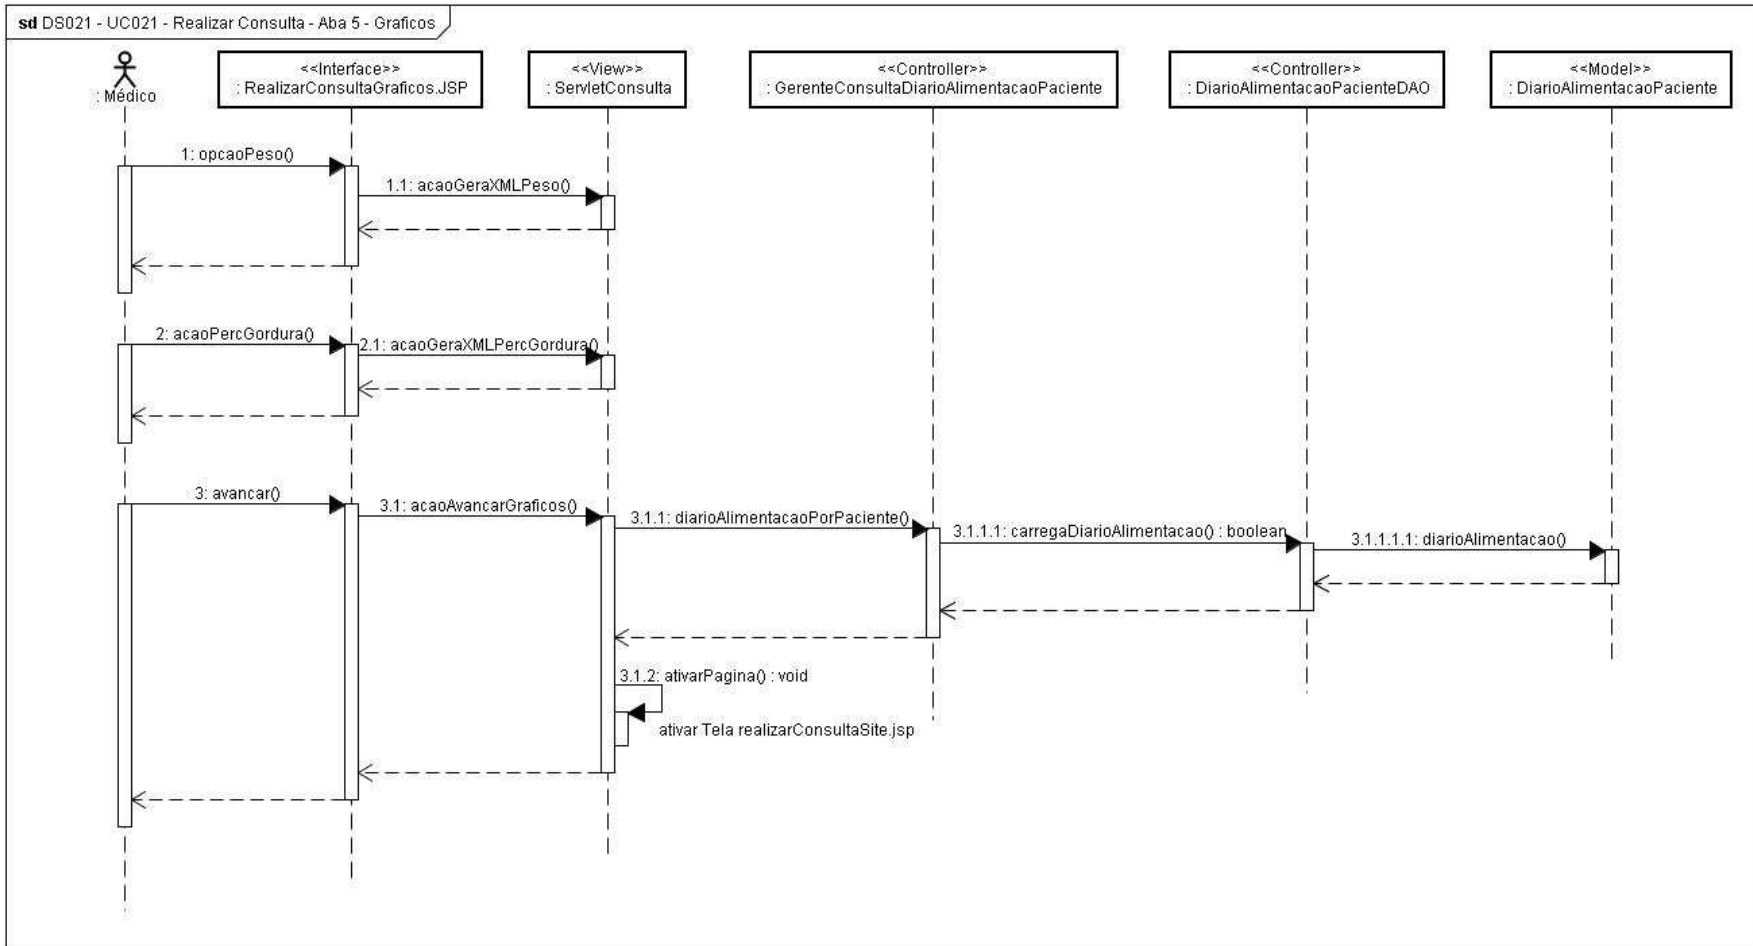 sd DS021 - UC021 - Realizar Consulta - Aba 5 - Graficos
: Médico
<<Interface>>
: RealizarConsultaGraficos.JSP
<<View>>
: ServletConsulta
<<Controller>>
: GerenteConsultaDiarioAlimentacaoPaciente
<<Controller>>
: DiarioAlimentacaoPacienteDAO
<<Model>>
: DiarioAlimentacaoPaciente
1: opcaoPeso()
1.1: acaoGeraXMLPeso()
2: acaoPercGordura()
2.1: acaoGeraXMLPercGordura()
3: avancar()
3.1: acaoAvancarGraficos()
3.1.1: diarioAlimentacaoPorPaciente()
3.1.1.1: carregaDiarioAlimentacao() : boolean
3.1.1.1.1: diarioAlimentacao()
3.1.2: ativarPagina() : void
ativar Tela realizarConsultaSite.jsp